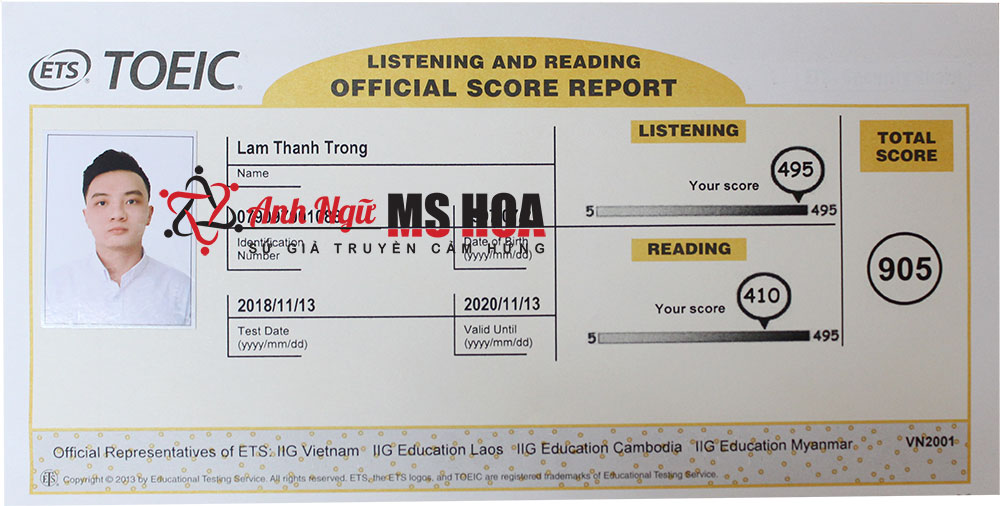 ETS TOEIC
LISTENING AND READING
OFFICIAL SCORE REPORT
Lam Thanh Trong
Name
Identification
Number
Date of Birth
(yyyy/mm/dd)
Anh Ngữ MS HOA
SỨ GIẢ TRUYỀN CẢM HỨNG
2018/11/13
Test Date
(yyyy/mm/dd)
2020/11/13
Valid Until
(yyyy/mm/dd)
LISTENING
Your score
495
5
495
READING
Your score
410
5
495
TOTAL
SCORE
905
Official Representatives of ETS: IIG Vietnam IIG Education Laos IIG Education Cambodia IIG Education Myanmar
VN2001
ETS Copyright © 2013 by Educational Testing Service. All rights reserved. ETS, the ETS logos, and TOEIC are registered trademarks of Educational Testing Service.